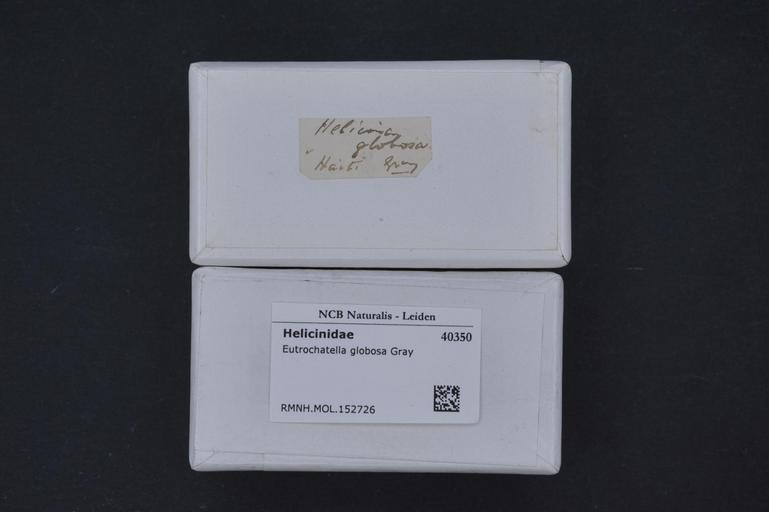 Helicina
globosa
Haiti Gray
NCB Naturalis - Leiden
Helicinidae 40350
Eutrochatella globosa Gray
RMNH.MOL.152726